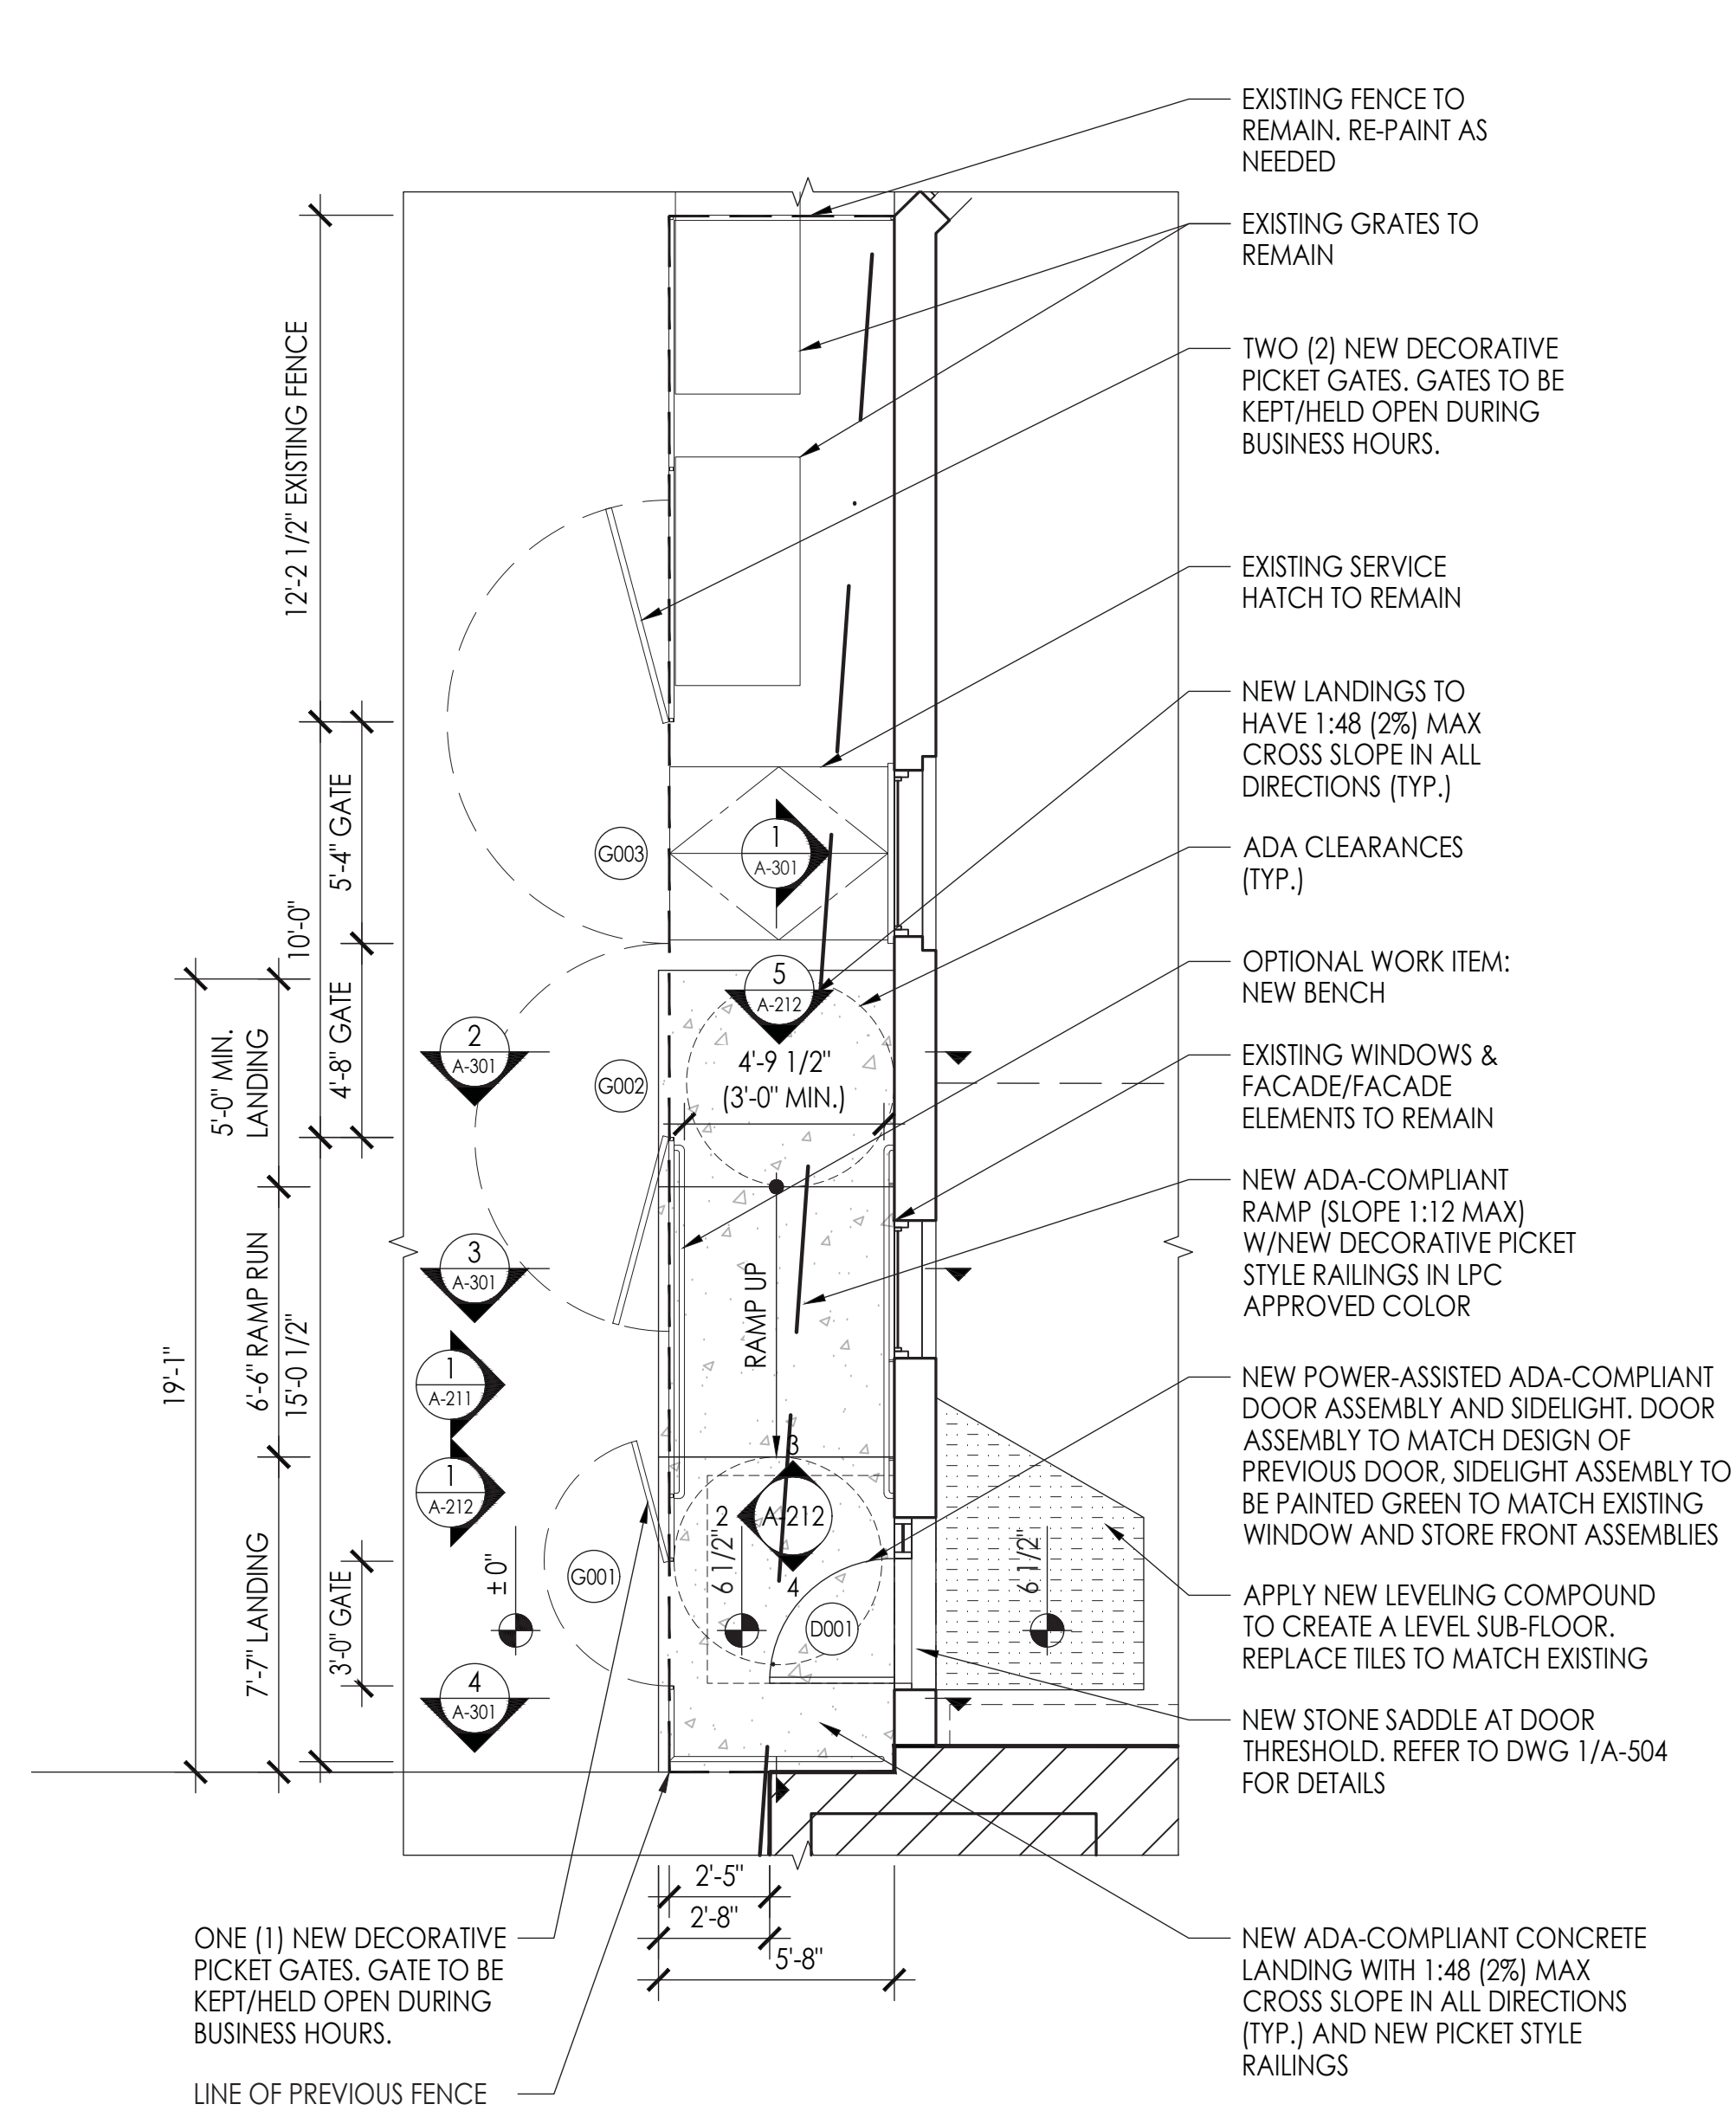 EXISTING FENCE TO
REMAIN. RE-PAINT AS
NEEDED
EXISTING GRATES TO
REMAIN
TWO (2) NEW DECORATIVE
PICKET GATES. GATES TO BE
KEPT/HELD OPEN DURING
BUSINESS HOURS.
EXISTING SERVICE
HATCH TO REMAIN
NEW LANDINGS TO
HAVE 1:48 (2%) MAX
CROSS SLOPE IN ALL
DIRECTIONS (TYP.)
ADA CLEARANCES
(TYP.)
OPTIONAL WORK ITEM:
NEW BENCH
EXISTING WINDOWS &
FACADE/FACADE
ELEMENTS TO REMAIN
NEW ADA-COMPLIANT
RAMP (SLOPE 1:12 MAX)
W/NEW DECORATIVE PICKET
STYLE RAILINGS IN LPC
APPROVED COLOR
NEW POWER-ASSISTED ADA-COMPLIANT
DOOR ASSEMBLY AND SIDELIGHT. DOOR
ASSEMBLY TO MATCH DESIGN OF
PREVIOUS DOOR, SIDELIGHT ASSEMBLY TO
BE PAINTED GREEN TO MATCH EXISTING
WINDOW AND STORE FRONT ASSEMBLIES
APPLY NEW LEVELING COMPOUND
TO CREATE A LEVEL SUB-FLOOR.
REPLACE TILES TO MATCH EXISTING
NEW STONE SADDLE AT DOOR
THRESHOLD. REFER TO DWG 1/A-504
FOR DETAILS
NEW ADA-COMPLIANT CONCRETE
LANDING WITH 1:48 (2%) MAX
CROSS SLOPE IN ALL DIRECTIONS
(TYP.) AND NEW PICKET STYLE
RAILINGS
12'-2 1/2" EXISTING FENCE
5'-4" GATE
10'-0"
4'-8" GATE
5'-0" MIN.
LANDING
6'-6" RAMP RUN
15'-0 1/2"
19'-1"
7'-7" LANDING
3'-0" GATE
G003
1
A-301
5
A-212
4'-9 1/2"
(3'-0" MIN.)
2
A-301
G002
3
A-301
RAMP UP
1
A-211
1
A-212
3
2
A-212
4
± 0"
G001
6 1/2"
D001
6 1/2"
4
A-301
2'-5"
2'-8"
5'-8"
ONE (1) NEW DECORATIVE
PICKET GATES. GATE TO BE
KEPT/HELD OPEN DURING
BUSINESS HOURS.
LINE OF PREVIOUS FENCE